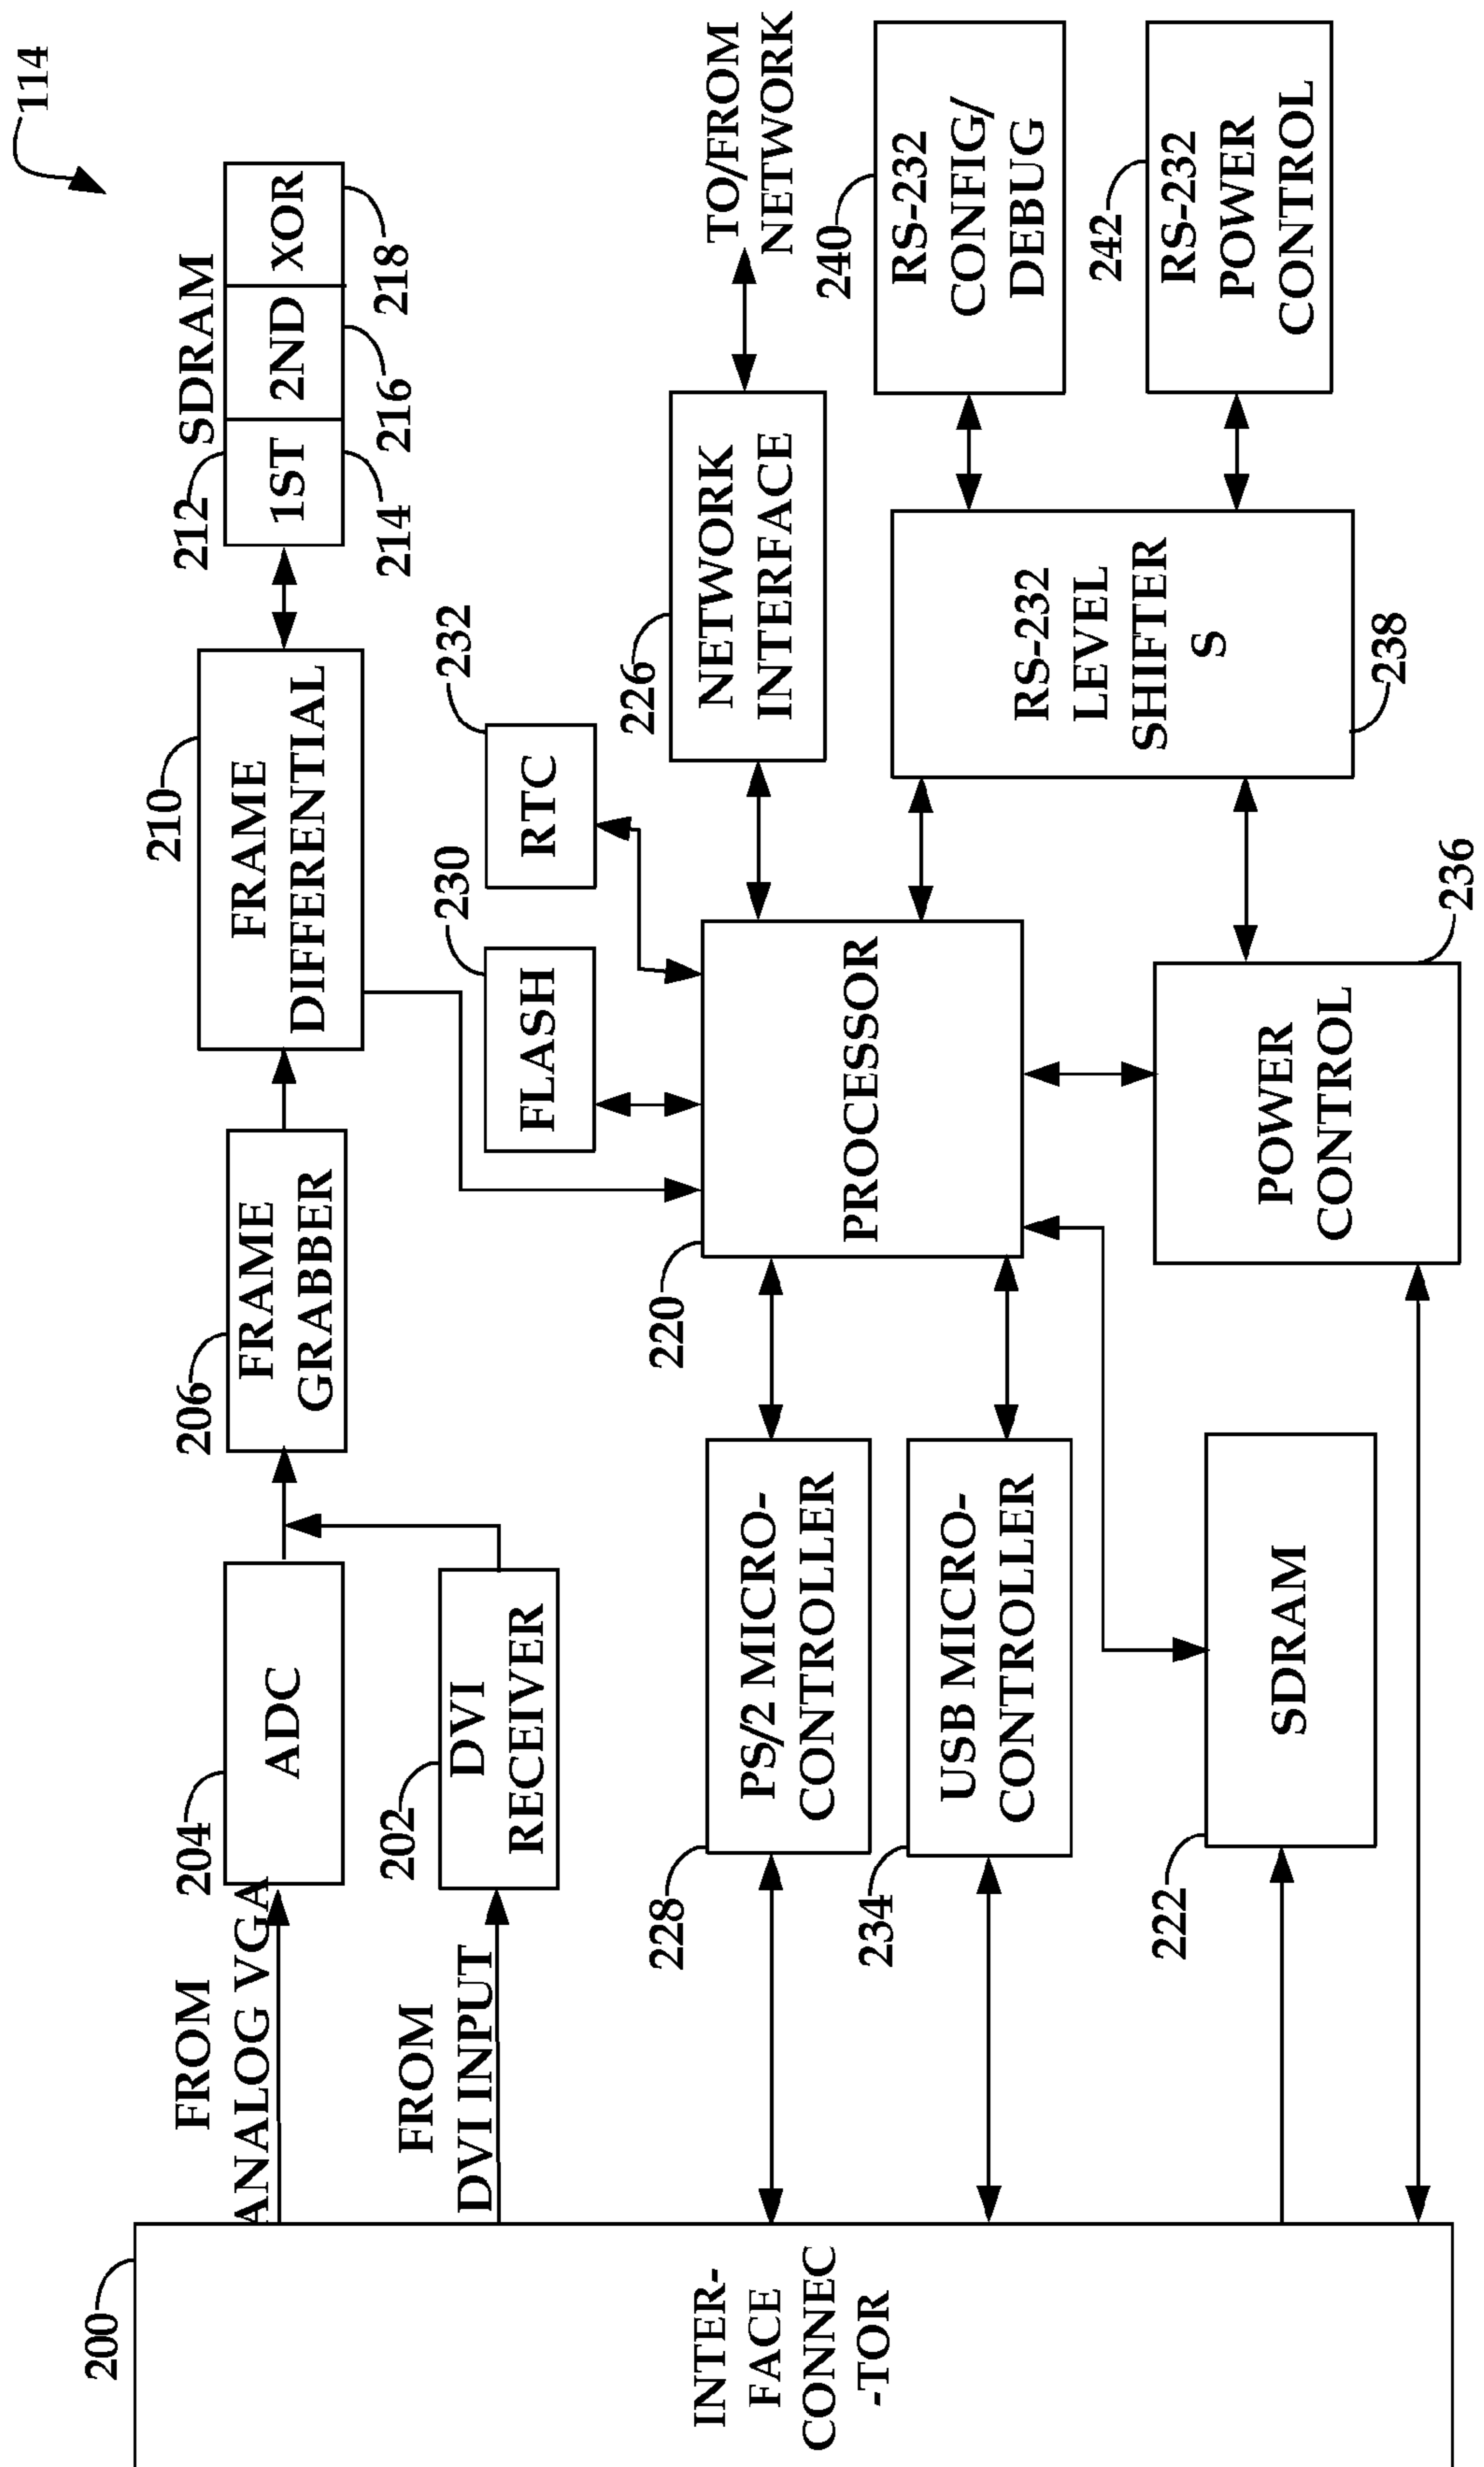 114
SDRAM
212
1ST
2ND
XOR
214
216
218
210
FRAME
DIFFERENTIAL
206
FRAME
GRABBER
204
ADC
FROM
ANALOG VGA
202
DVI
RECEIVER
FROM
DVI INPUT
200
INTER-
FACE
CONNEC
-TOR
232
RTC
230
FLASH
226
NETWORK
INTERFACE
TO/FROM
NETWORK
220
PROCESSOR
228
PS/2 MICRO-
CONTROLLER
234
USB MICRO-
CONTROLLER
222
SDRAM
236
POWER
CONTROL
238
RS-232
LEVEL
SHIFTER
S
240
RS-232
CONFIG/
DEBUG
242
RS-232
POWER
CONTROL